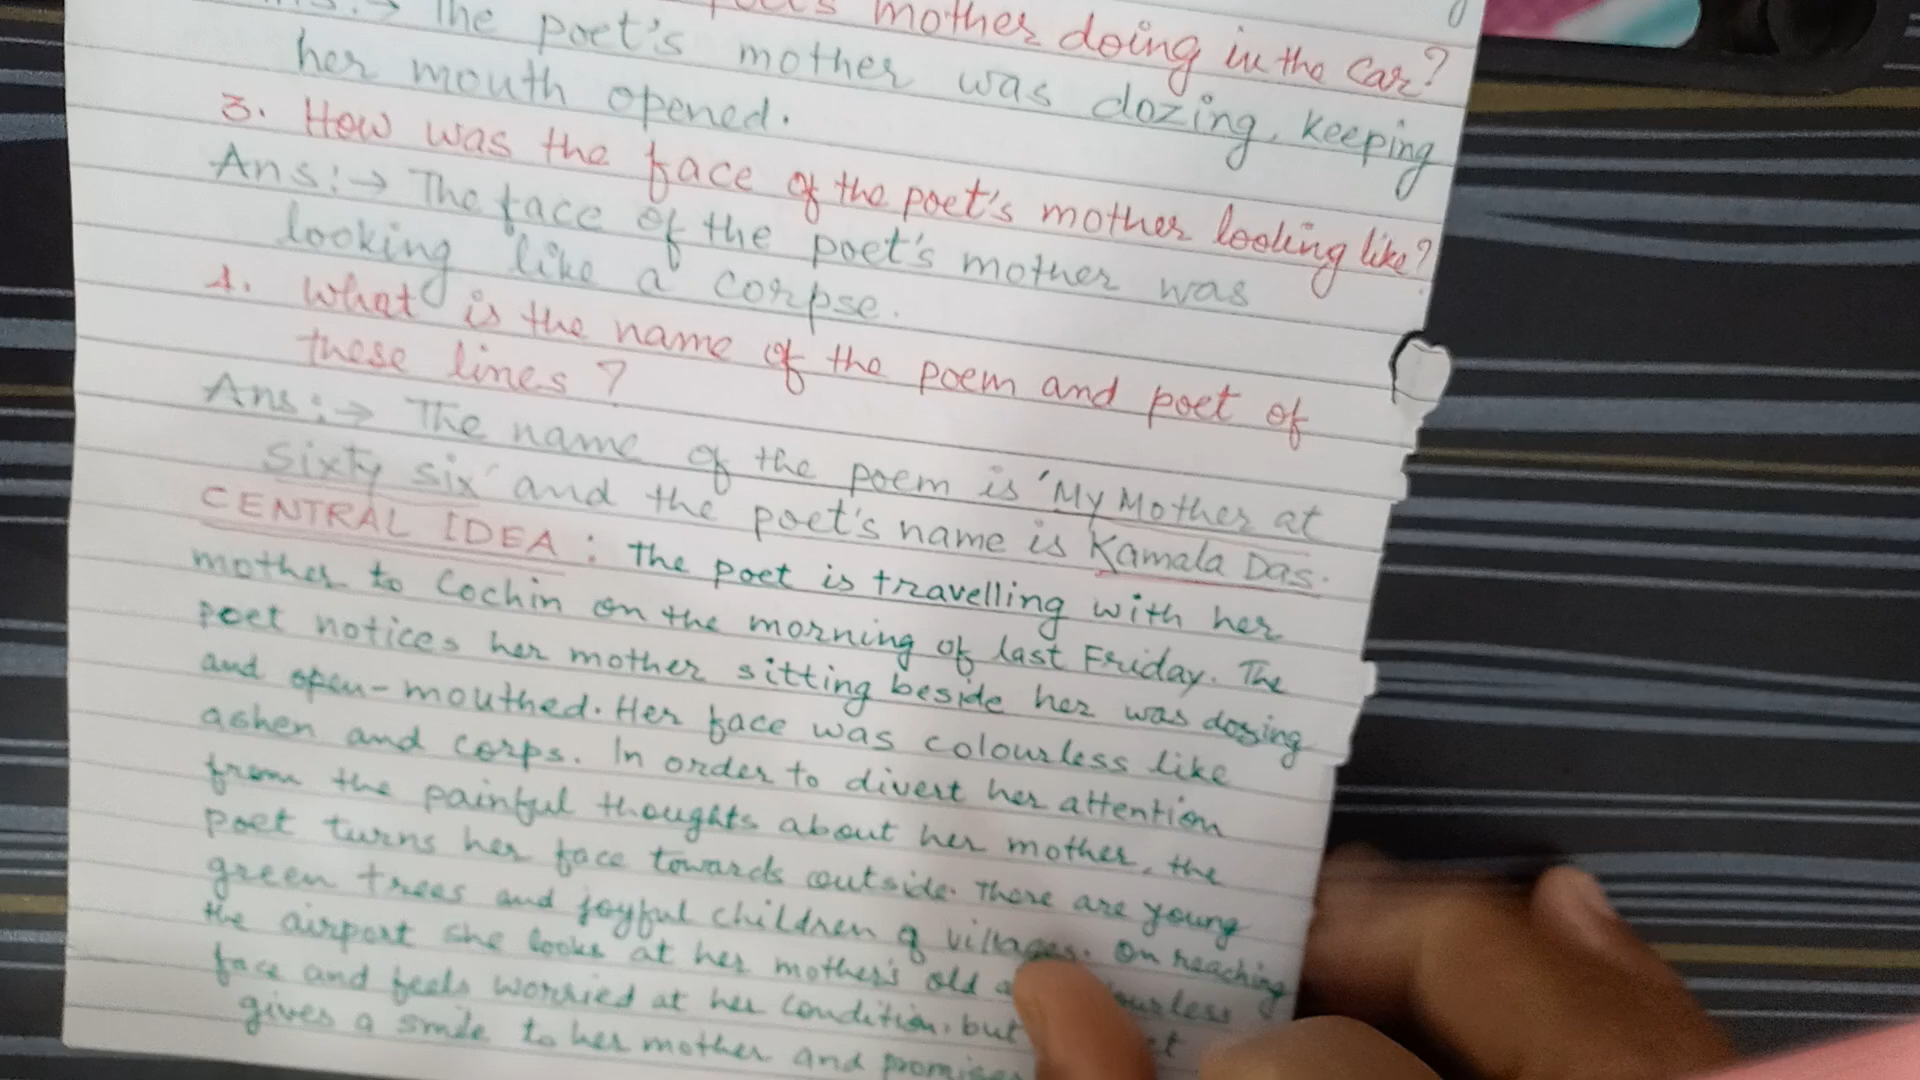 mother doing in the car?
The poet's mother was dozing, keeping
her mouth opened.
3. How was the face of the poet's mother looking like?
Ans:→ The face of the poet's mother was
looking like a corpse.
4. What is the name of the poem and poet of
these lines?
Ans:→ The name of the poem is 'My Mother at
sixty six' and the poet's name is Kamala Das.
CENTRAL IDEA: The poet is travelling with her
mother to Cochin on the morning of last Friday. The
poet notices her mother sitting beside her was dozing
and open-mouthed. Her face was colourless like
ashen and corps. In order to divert her attention
from the painful thoughts about her mother, the
poet turns her face towards outside. There are young
green trees and joyful children of villages. On reaching
the airport she looks at her mother's old
face and feels worried at her condition, but
gives a smile to her mother and